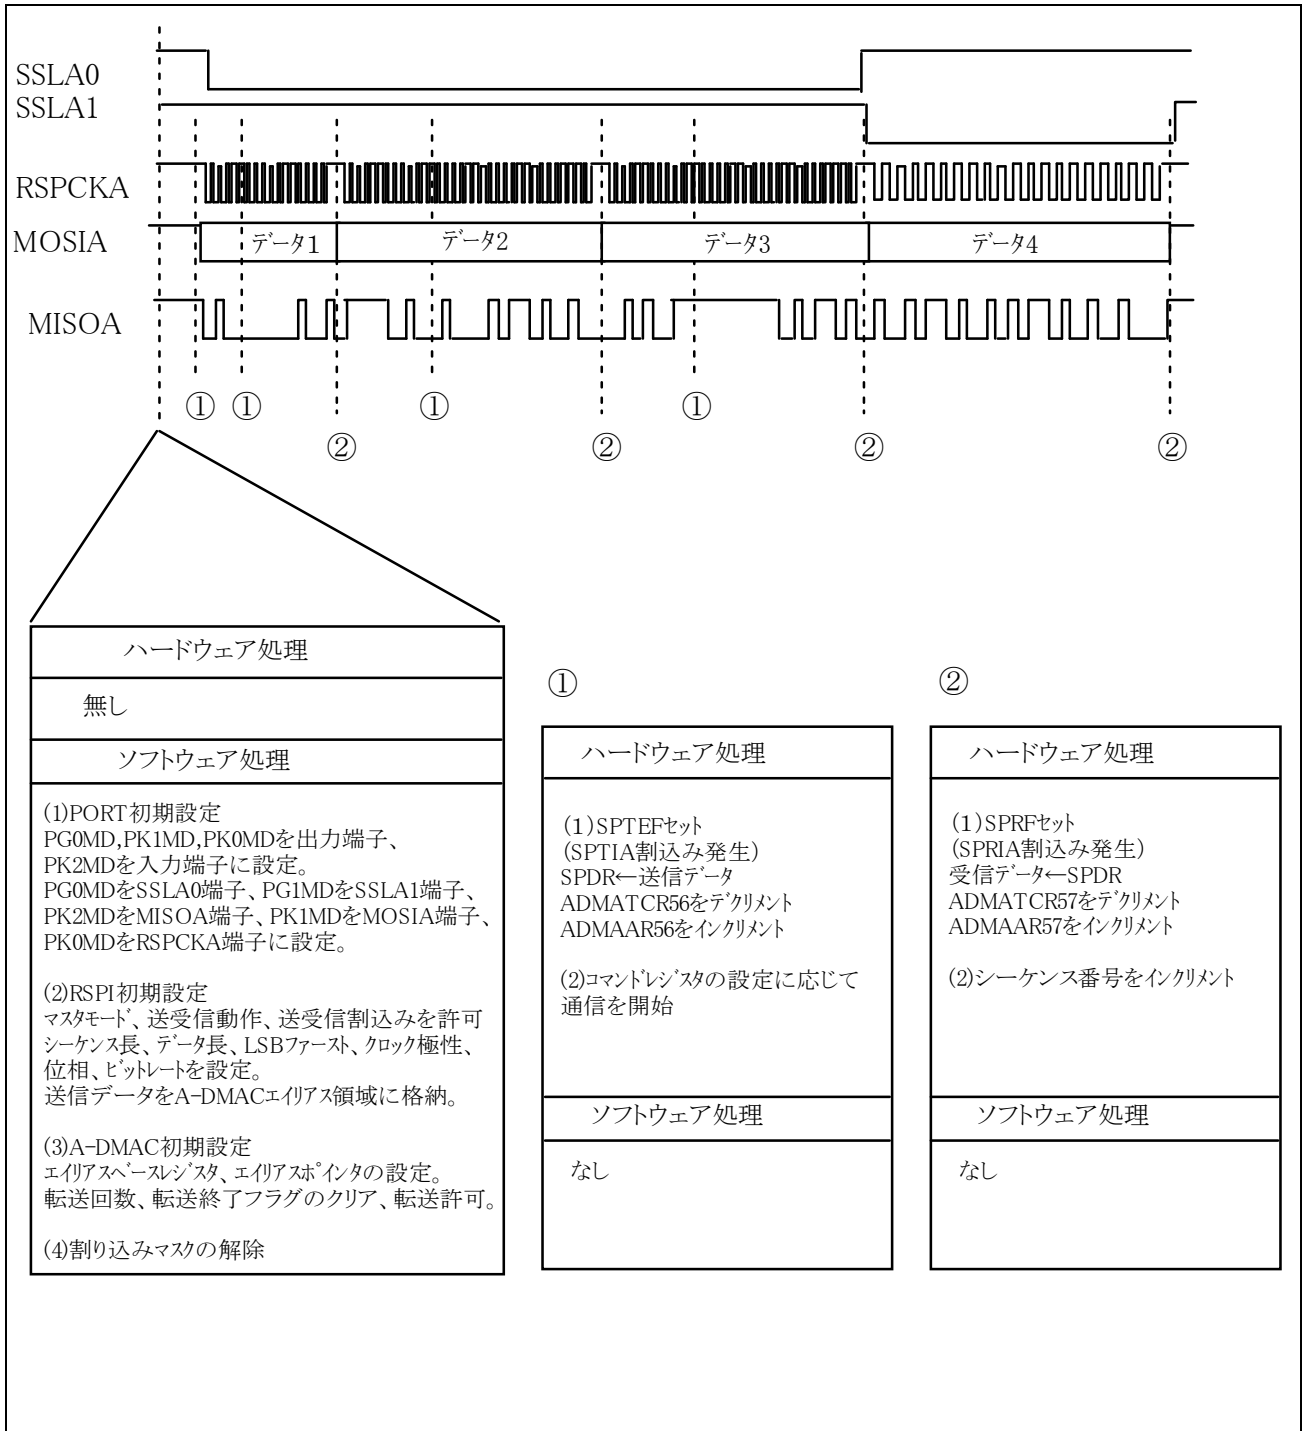 SSLA0
SSLA1
RSPCKA
MOSIA
データ1
データ2
データ3
データ4
MISOA
① ① ① ①
② ② ② ②
ハードウェア処理
無し
ソフトウェア処理
(1)PORT初期設定
PG0MD,PK1MD,PK0MDを出力端子、
PK2MDを入力端子に設定。
PG0MDをSSLA0端子、PG1MDをSSLA1端子、
PK2MDをMISOA端子、PK1MDをMOSIA端子、
PK0MDをRSPCKA端子に設定。
(2)RSPI初期設定
マスタモード、送受信動作、送受信割込みを許可
シーケンス長、データ長、LSBファースト、クロック極性、
位相、ビットレートを設定。
送信データをA-DMACエイリアス領域に格納。
(3)A-DMAC初期設定
エイリアスベースレジスタ、エイリアスポインタの設定。
転送回数、転送終了フラグのクリア、転送許可。
(4)割り込みマスクの解除
①
ハードウェア処理
(1)SPTEFセット
(SPTIA割込み発生)
SPDR←送信データ
ADMATCR56をデクリメント
ADMAAR56をインクリメント
(2)コマンドレジスタの設定に応じて
通信を開始
ソフトウェア処理
なし
②
ハードウェア処理
(1)SPRFセット
(SPRIA割込み発生)
受信データ←SPDR
ADMATCR57をデクリメント
ADMAAR57をインクリメント
(2)シーケンス番号をインクリメント
ソフトウェア処理
なし